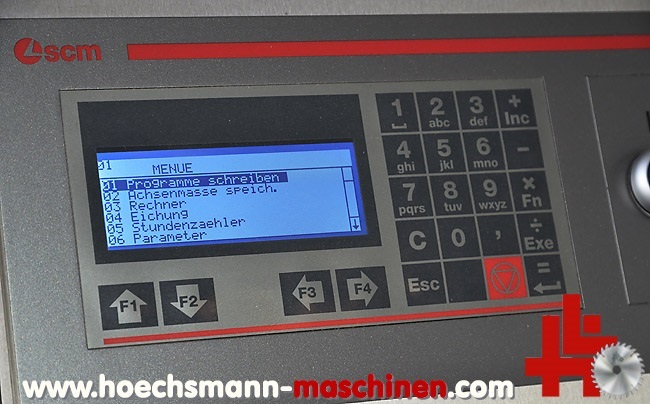 scm
01 MENUE
01 Programme schreiben
02 Achsenmasse speich.
03 Rechner
04 Eichung
05 Stundenzaehler
06 Parameter
1 2 abc 3 def + Inc
4 ghi 5 jkl 6 mno -
7 pqrs 8 tuv 9 wxyz × Fn
C 0 , ÷ Exe
Esc =
F1 F2 F3 F4
www.hoechsmann-maschinen.com